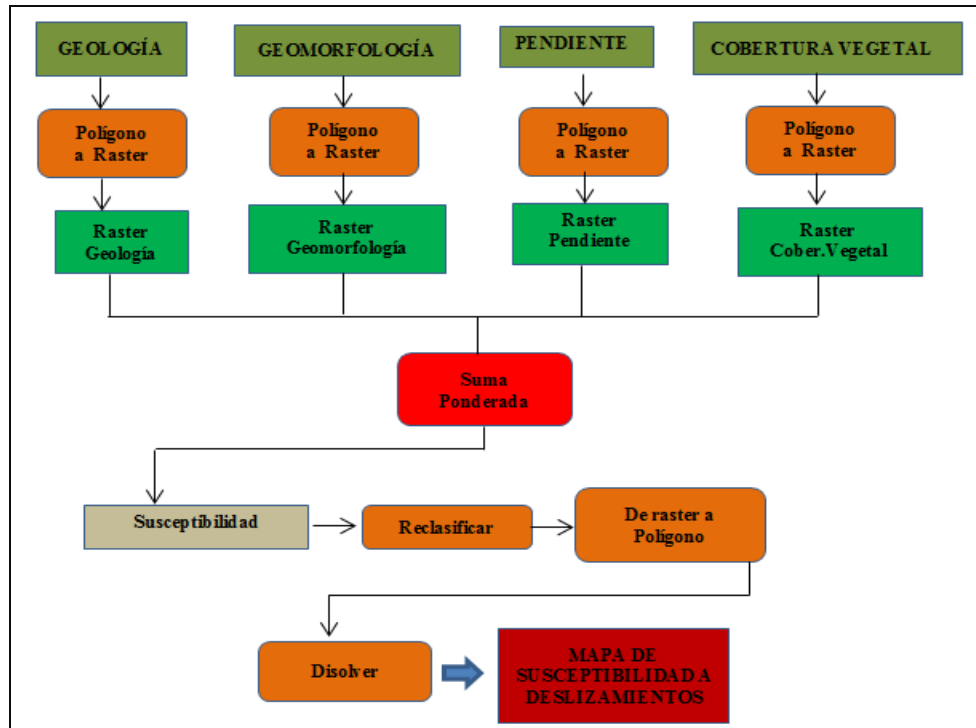 GEOLOGÍA
GEOMORFOLOGÍA
PENDIENTE
COBERTURA VEGETAL
Polígono
a Raster
Polígono
a Raster
Polígono
a Raster
Polígono
a Raster
Raster
Geología
Raster
Geomorfología
Raster
Pendiente
Raster
Cober.Vegetal
Suma
Ponderada
Susceptibilidad
Reclasificar
De raster a
Polígono
Disolver
MAPA DE
SUSCEPTIBILIDAD A
DESLIZAMIENTOS